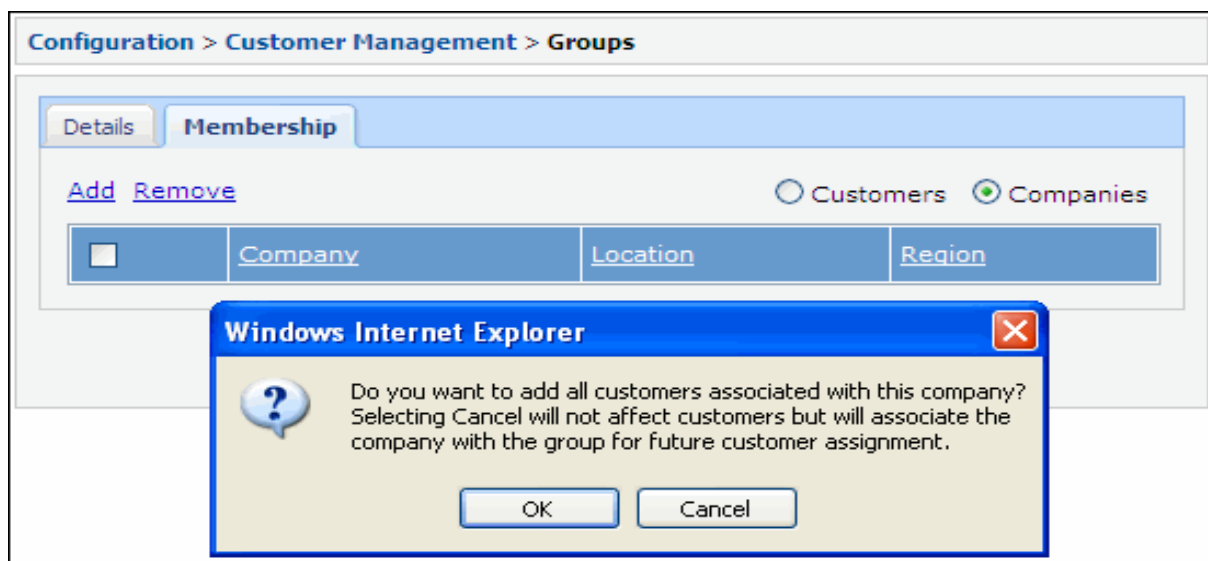 Configuration > Customer Management > Groups
Details Membership
Add Remove Customers Companies
Company Location Region
Windows Internet Explorer
Do you want to add all customers associated with this company?
Selecting Cancel will not affect customers but will associate the
company with the group for future customer assignment.
OK Cancel